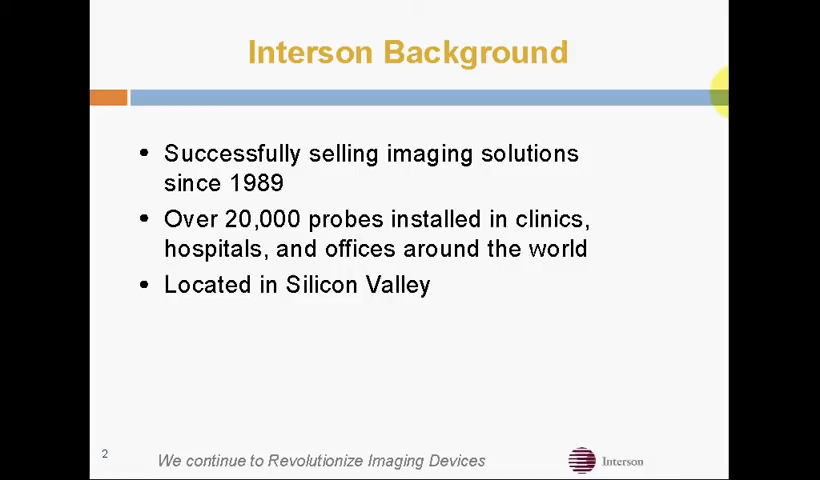 Interson Background
• Successfully selling imaging solutions
since 1989
• Over 20,000 probes installed in clinics,
hospitals, and offices around the world
• Located in Silicon Valley
2
We continue to Revolutionize Imaging Devices
Interson